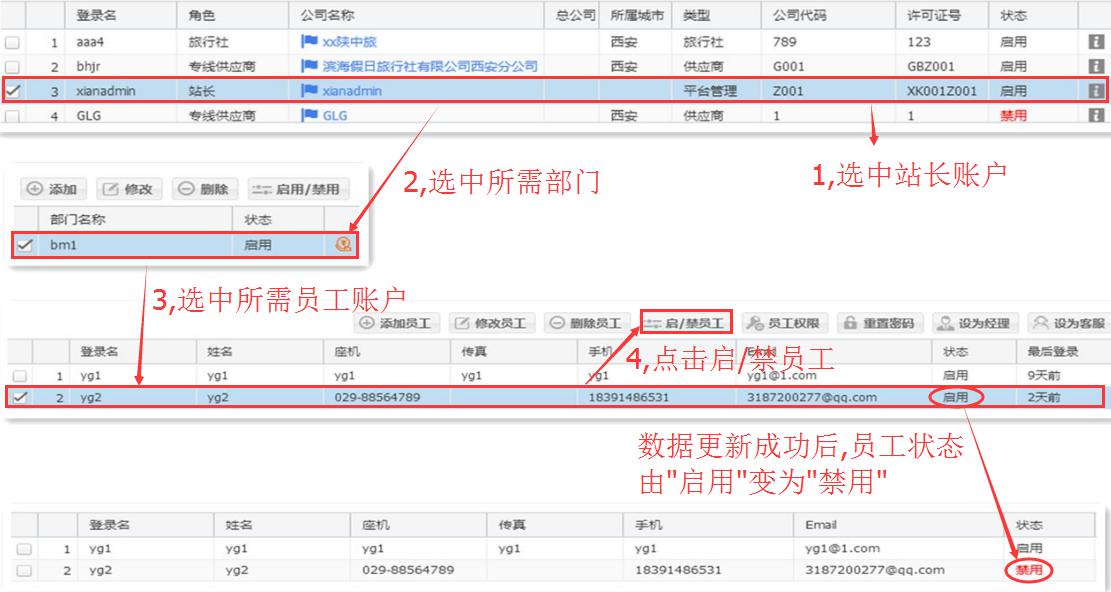 登录名 角色 公司名称 总公司 所属城市 类型 公司代码 许可证号 状态
1 aaa4 旅行社 xx陕中旅 西安 旅行社 789 123 启用
2 bhjr 专线供应商 滨海假日旅行社有限公司西安分公司 西安 供应商 G001 GBZ001 启用
3 xianadmin 站长 xianadmin 平台管理 Z001 XK001Z001 启用
4 GLG 专线供应商 GLG 西安 供应商 1 1 禁用
1,选中站长账户
2,选中所需部门
添加 修改 删除 启用/禁用
部门名称 状态
bm1 启用
3,选中所需员工账户
添加员工 修改员工 删除员工 启/禁员工 员工权限 重置密码 设为经理 设为客服
登录名 姓名 座机 传真 手机 Email 状态 最后登录
4,点击启/禁员工
1 yg1 yg1 yg1 yg1 yg1 yg1@1.com 启用 9天前
2 yg2 yg2 029-88564789 18391486531 3187200277@qq.com 启用 2天前
数据更新成功后,员工状态
由"启用"变为"禁用"
登录名 姓名 座机 传真 手机 Email 状态
1 yg1 yg1 yg1 yg1 yg1 yg1@1.com 启用
2 yg2 yg2 029-88564789 18391486531 3187200277@qq.com 禁用